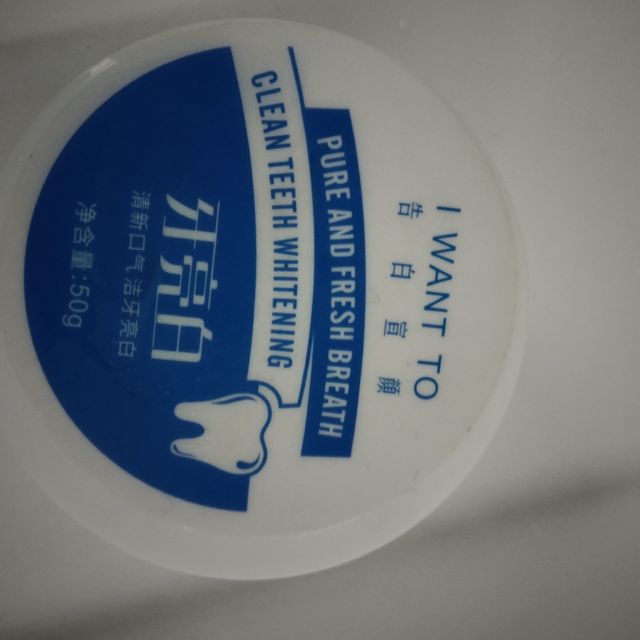 I WANT TO
告白宜颜
PURE AND FRESH BREATH
CLEAN TEETH WHITENING
牙亮白
清新口气 洁牙亮白
净含量:50g